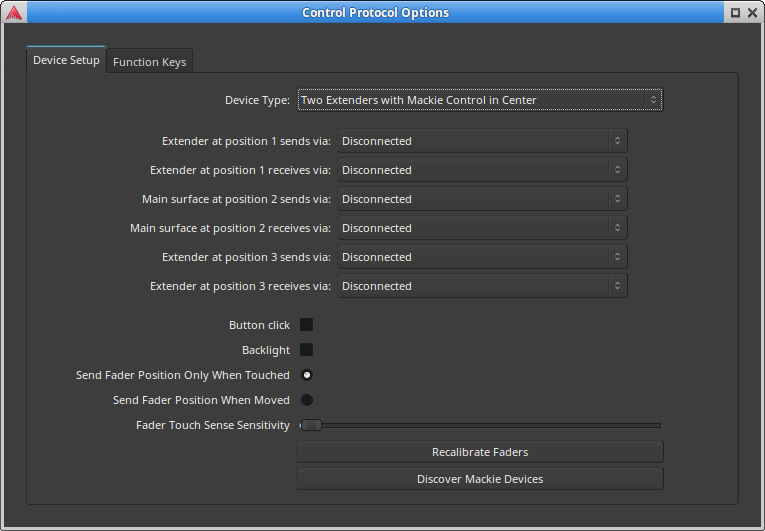 Control Protocol Options
Device Setup
Function Keys
Device Type: Two Extenders with Mackie Control in Center
Extender at position 1 sends via: Disconnected
Extender at position 1 receives via: Disconnected
Main surface at position 2 sends via: Disconnected
Main surface at position 2 receives via: Disconnected
Extender at position 3 sends via: Disconnected
Extender at position 3 receives via: Disconnected
Button click
Backlight
Send Fader Position Only When Touched
Send Fader Position When Moved
Fader Touch Sense Sensitivity
Recalibrate Faders
Discover Mackie Devices